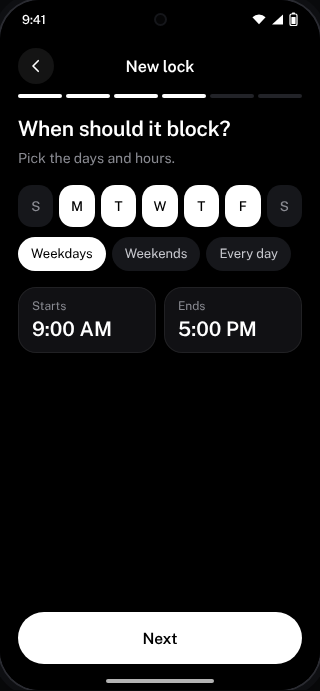 9:41
New lock
When should it block?
Pick the days and hours.
S M T W T F S
Weekdays Weekends Every day
Starts Ends
9:00 AM 5:00 PM
Next